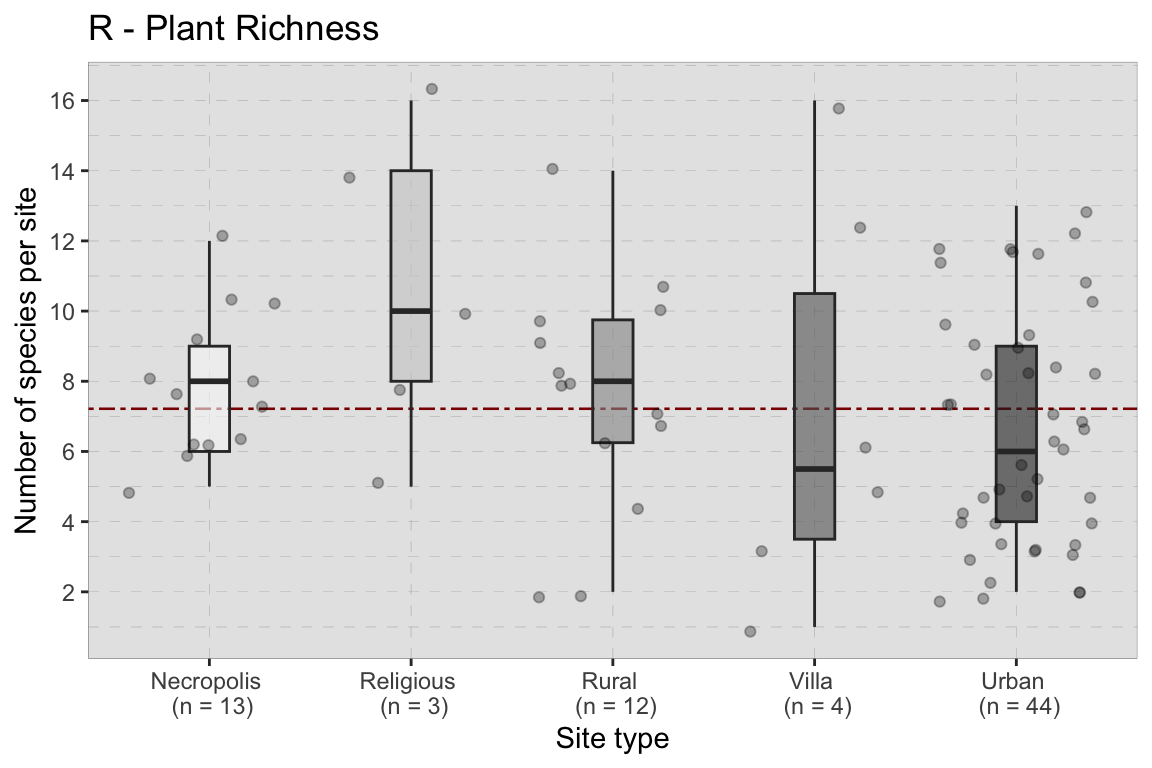 R - Plant Richness
Number of species per site
16
14
12
10
8
6
4
2
Necropolis Religious Rural Villa Urban
(n = 13) (n = 3) (n = 12) (n = 4) (n = 44)
Site type